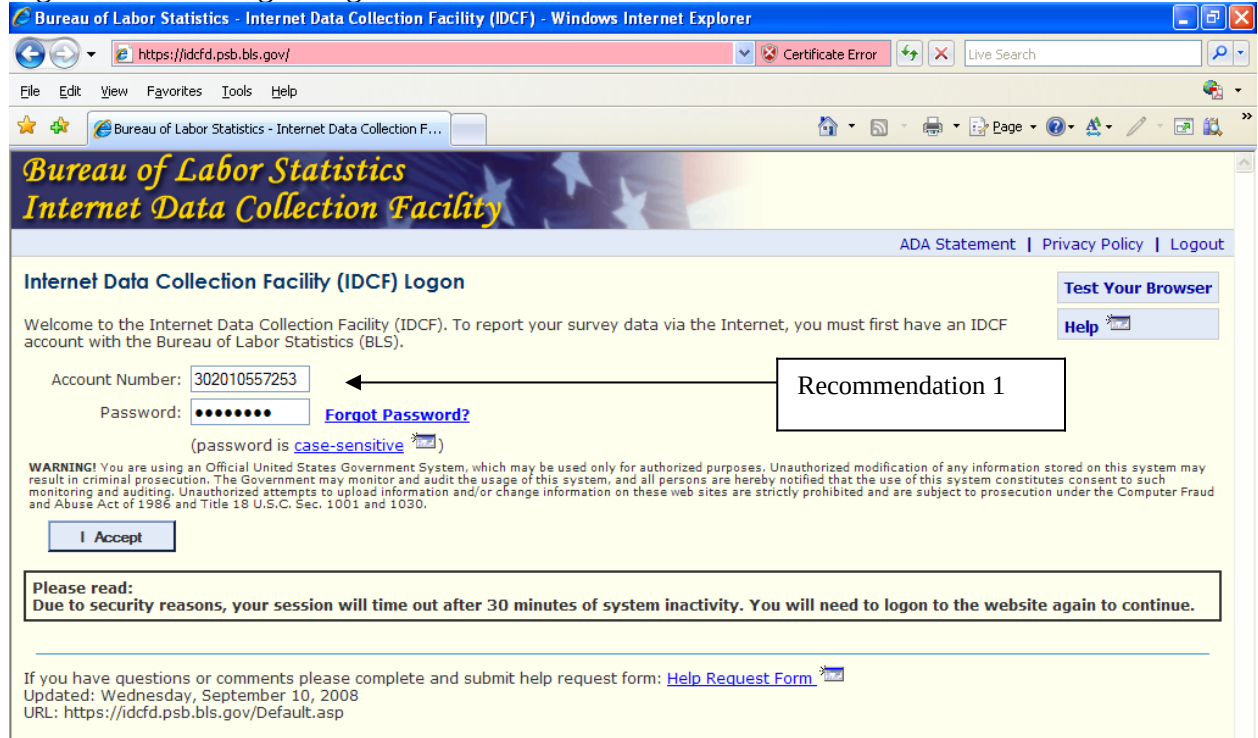 Bureau of Labor Statistics - Internet Data Collection Facility (IDCF) - Windows Internet Explorer
https://idcfd.psb.bls.gov/
Certificate Error
Live Search
File Edit View Favorites Tools Help
Bureau of Labor Statistics - Internet Data Collection F...
Page
Bureau of Labor Statistics
Internet Data Collection Facility
ADA Statement | Privacy Policy | Logout
Internet Data Collection Facility (IDCF) Logon
Test Your Browser
Welcome to the Internet Data Collection Facility (IDCF). To report your survey data via the Internet, you must first have an IDCF
account with the Bureau of Labor Statistics (BLS).
Help
Account Number: 302010557253
Recommendation 1
Password: ●●●●●●●● Forgot Password?
(password is case-sensitive )
WARNING! You are using an Official United States Government System, which may be used only for authorized purposes. Unauthorized modification of any information stored on this system may
result in criminal prosecution. The Government may monitor and audit the usage of this system, and all persons are hereby notified that the use of this system constitutes consent to such
monitoring and auditing. Unauthorized attempts to upload information and/or change information on these web sites are strictly prohibited and are subject to prosecution under the Computer Fraud
and Abuse Act of 1986 and Title 18 U.S.C. Sec. 1001 and 1030.
I Accept
Please read:
Due to security reasons, your session will time out after 30 minutes of system inactivity. You will need to logon to the website again to continue.
If you have questions or comments please complete and submit help request form: Help Request Form
Updated: Wednesday, September 10, 2008
URL: https://idcfd.psb.bls.gov/Default.asp